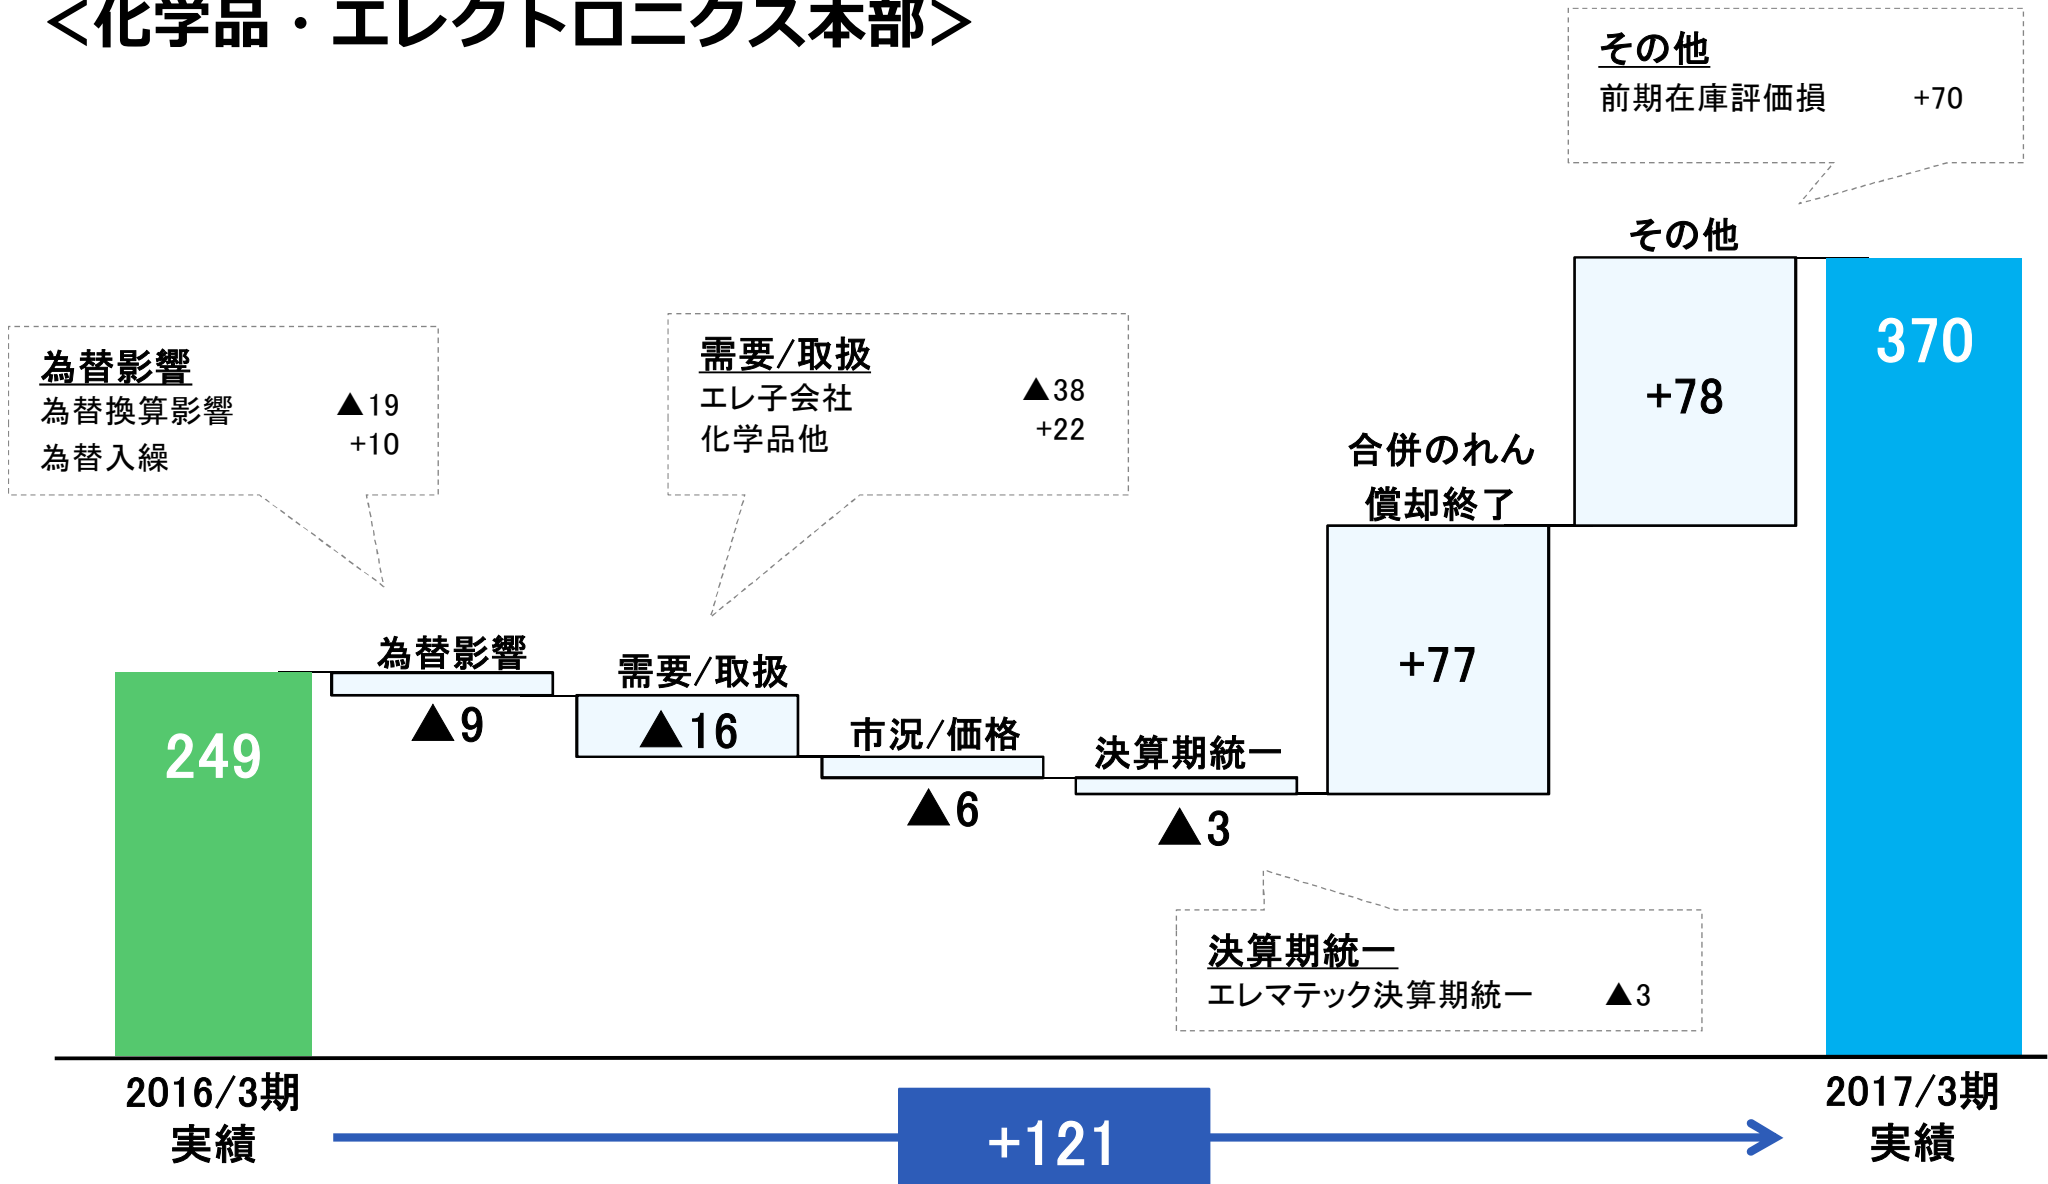 ＜化学品・エレクトロニクス本部＞
その他
前期在庫評価損 +70
為替影響
為替換算影響 ▲19
為替入繰 +10
需要/取扱
エレ子会社 ▲38
化学品他 +22
その他
+78
370
合併のれん
償却終了
+77
249
為替影響
▲9
需要/取扱
▲16
市況/価格
▲6
決算期統一
▲3
決算期統一
エレマテック決算期統一 ▲3
2016/3期
実績
+121
2017/3期
実績